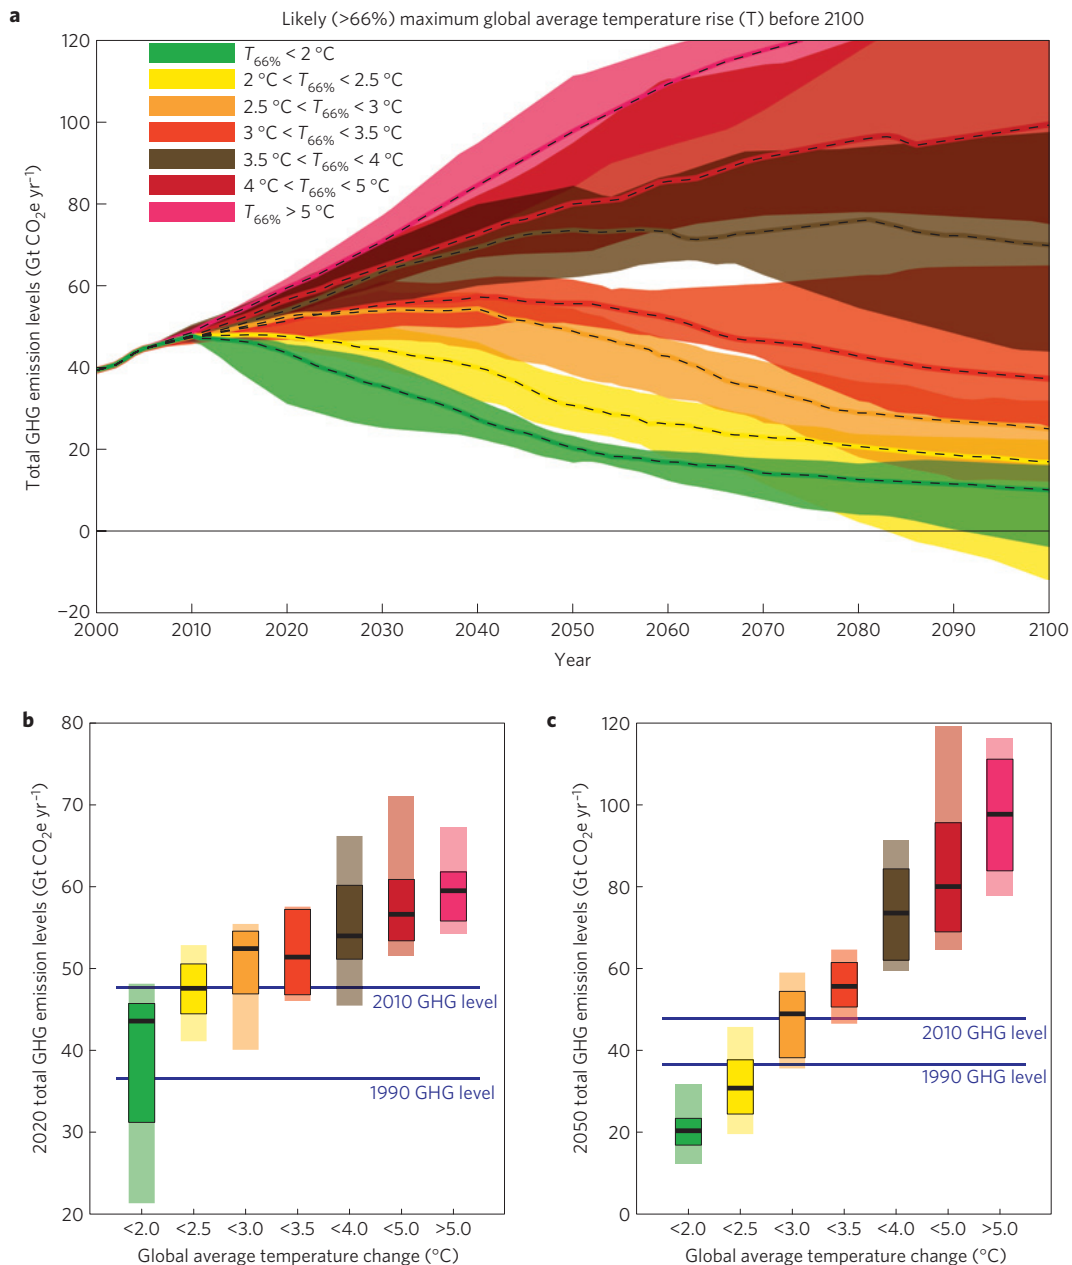 a
Likely (>66%) maximum global average temperature rise (T) before 2100
Total GHG emission levels (Gt CO₂e yr⁻¹)
120
100
80
60
40
20
0
−20
T₆₆% < 2 °C
2 °C < T₆₆% < 2.5 °C
2.5 °C < T₆₆% < 3 °C
3 °C < T₆₆% < 3.5 °C
3.5 °C < T₆₆% < 4 °C
4 °C < T₆₆% < 5 °C
T₆₆% > 5 °C
2000 2010 2020 2030 2040 2050 2060 2070 2080 2090 2100
Year
b
2020 total GHG emission levels (Gt CO₂e yr⁻¹)
80
70
60
50
40
30
20
2010 GHG level
1990 GHG level
<2.0 <2.5 <3.0 <3.5 <4.0 <5.0 >5.0
Global average temperature change (°C)
c
2050 total GHG emission levels (Gt CO₂e yr⁻¹)
120
100
80
60
40
20
0
2010 GHG level
1990 GHG level
<2.0 <2.5 <3.0 <3.5 <4.0 <5.0 >5.0
Global average temperature change (°C)